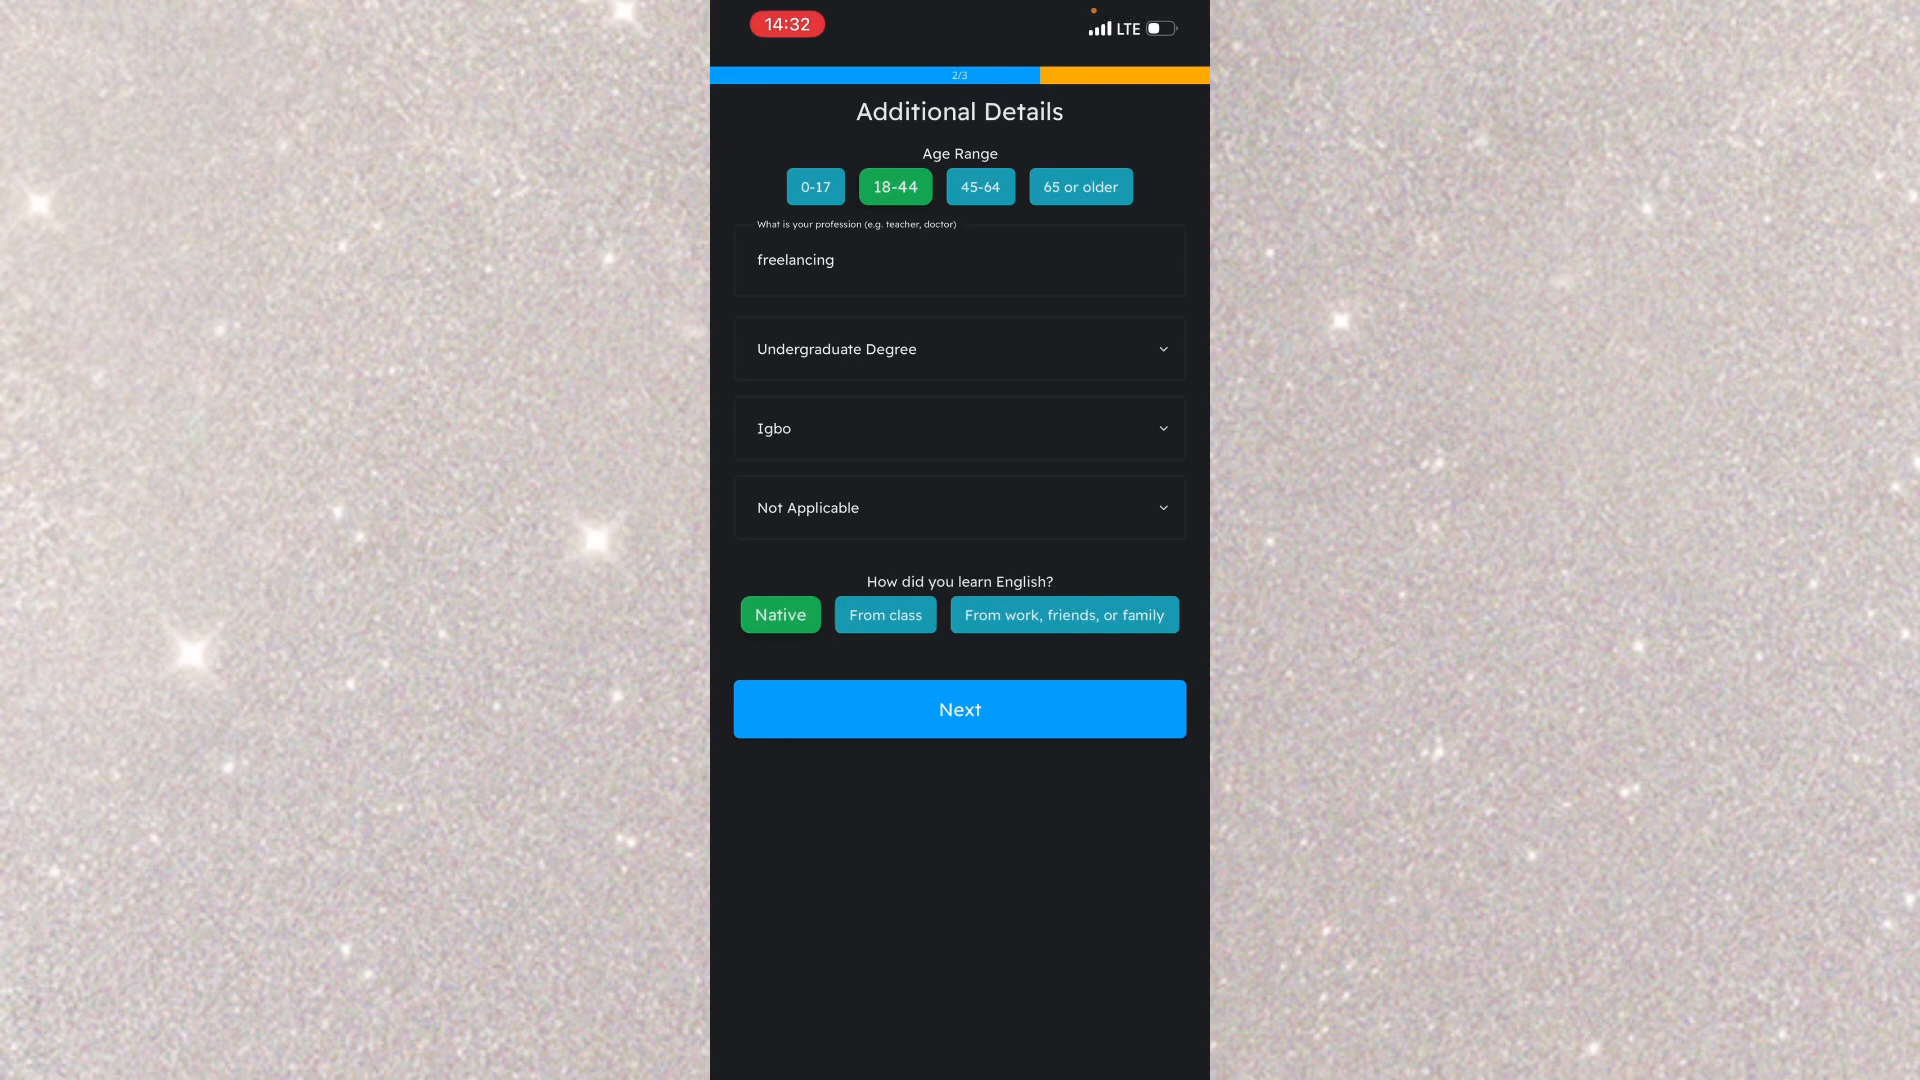 14:32
LTE
2/3
Additional Details
Age Range
0-17 18-44 45-64 65 or older
What is your profession (e.g. teacher, doctor)
freelancing
Undergraduate Degree
Igbo
Not Applicable
How did you learn English?
Native From class From work, friends, or family
Next